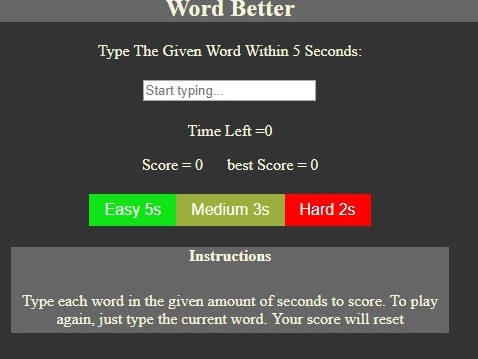 Word Better
Type The Given Word Within 5 Seconds:
Start typing...
Time Left =0
Score = 0 best Score = 0
Easy 5s Medium 3s Hard 2s
Instructions
Type each word in the given amount of seconds to score. To play
again, just type the current word. Your score will reset